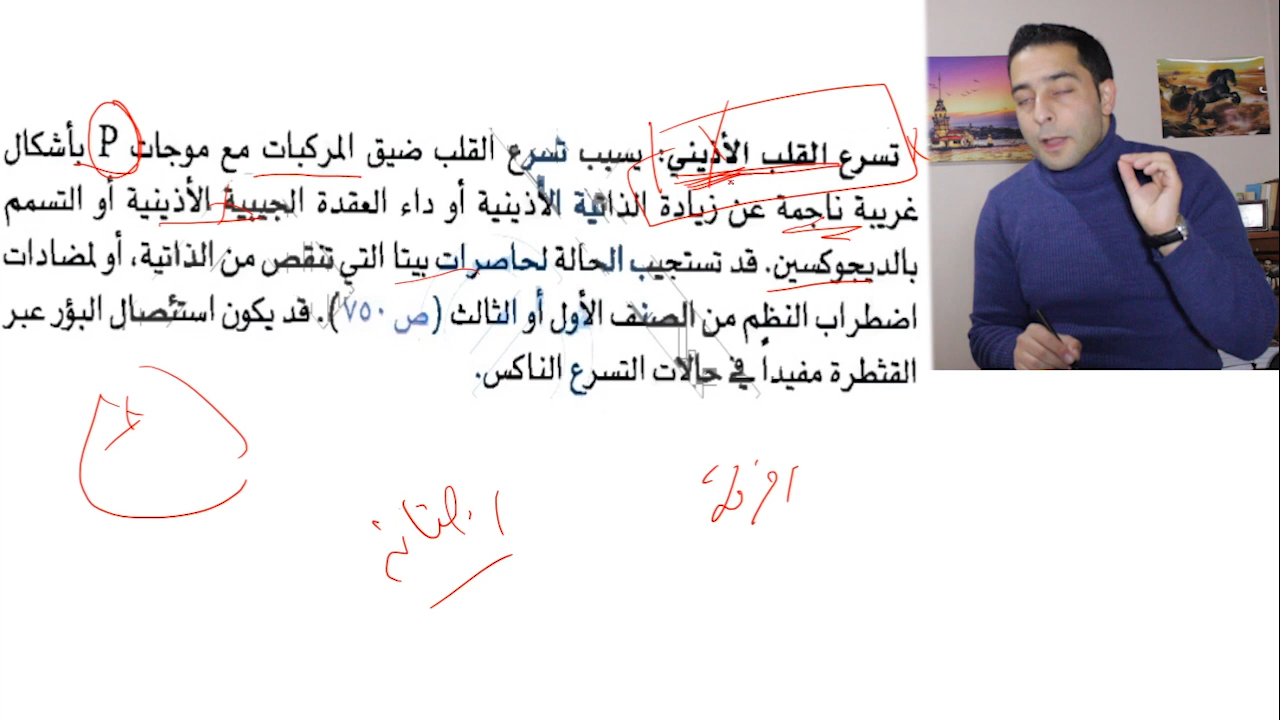 تسرع القلب الأذيني: يسبب تسرع القلب ضيق المركبات مع موجات P بأشكال
غريبة ناجمة عن زيادة الذاتية الأذينية أو داء العقدة الجيبية الأذينية أو التسمم
بالديجوكسين. قد تستجيب الحالة لحاصرات بيتا التي تنقص من الذاتية، أو لمضادات
اضطراب النظم من الصنف الأول أو الثالث (ص ٧٥٠). قد يكون استئصال البؤر عبر
القثطرة مفيداً في حالات التسرع الناكس.